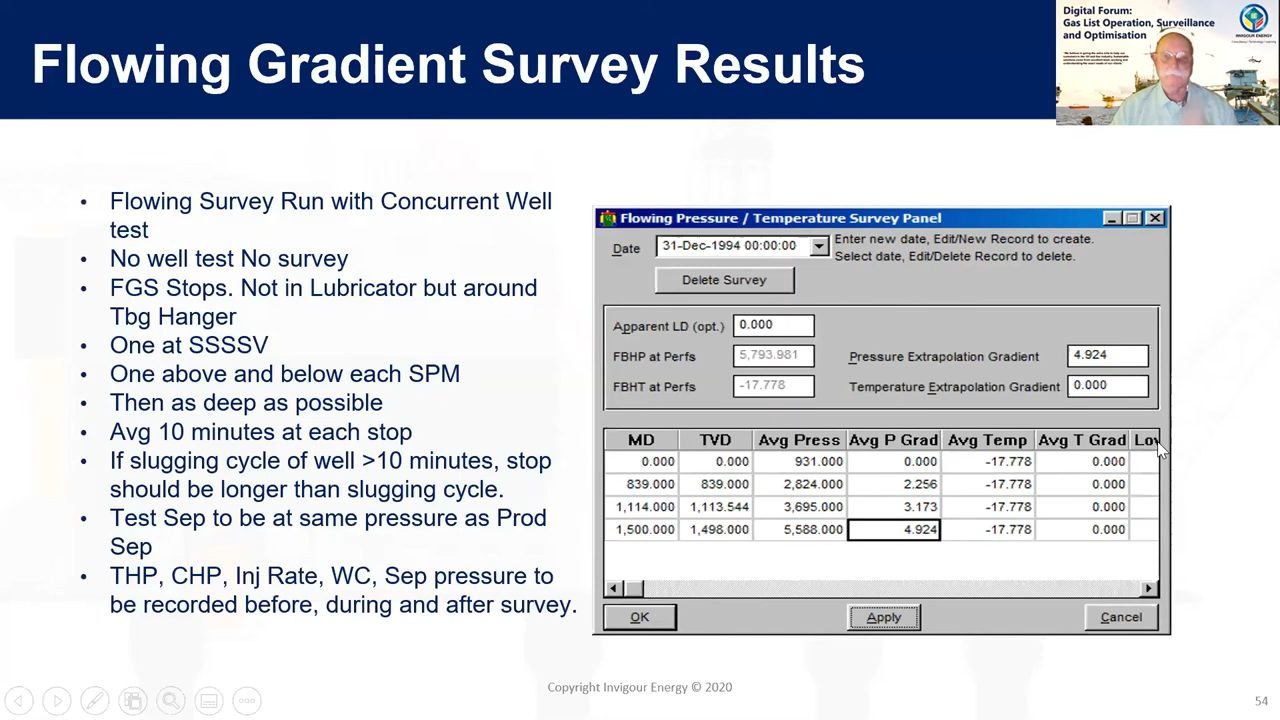 Flowing Gradient Survey Results
Digital Forum:
Gas List Operation, Surveillance
and Optimisation
INVIGOUR ENERGY
• Flowing Survey Run with Concurrent Well
test
• No well test No survey
• FGS Stops. Not in Lubricator but around
Tbg Hanger
• One at SSSSV
• One above and below each SPM
• Then as deep as possible
• Avg 10 minutes at each stop
• If slugging cycle of well >10 minutes, stop
should be longer than slugging cycle.
• Test Sep to be at same pressure as Prod
Sep
• THP, CHP, Inj Rate, WC, Sep pressure to
be recorded before, during and after survey.
Flowing Pressure / Temperature Survey Panel
Date 31-Dec-1994 00:00:00 Enter new date, Edit/New Record to create.
Select date, Edit/Delete Record to delete.
Delete Survey
Apparent LD (opt.) 0.000
FBHP at Perfs 5,793.981 Pressure Extrapolation Gradient 4.924
FBHT at Perfs -17.778 Temperature Extrapolation Gradient 0.000
MD TVD Avg Press Avg P Grad Avg Temp Avg T Grad
0.000 0.000 931.000 0.000 -17.778 0.000
839.000 839.000 2,824.000 2.256 -17.778 0.000
1,114.000 1,113.544 3,695.000 3.173 -17.778 0.000
1,500.000 1,498.000 5,588.000 4.924 -17.778 0.000
OK Apply Cancel
Copyright Invigour Energy © 2020
54